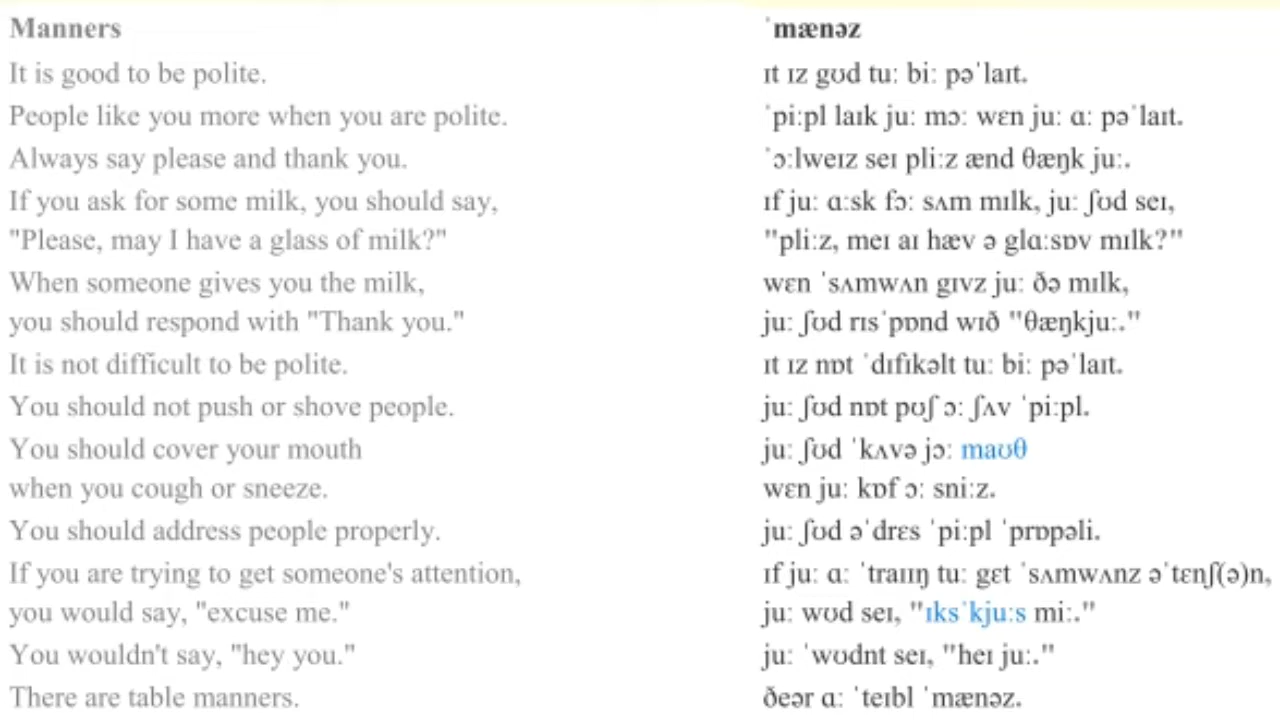 Manners
It is good to be polite.
People like you more when you are polite.
Always say please and thank you.
If you ask for some milk, you should say,
"Please, may I have a glass of milk?"
When someone gives you the milk,
you should respond with "Thank you."
It is not difficult to be polite.
You should not push or shove people.
You should cover your mouth
when you cough or sneeze.
You should address people properly.
If you are trying to get someone's attention,
you would say, "excuse me."
You wouldn't say, "hey you."
There are table manners.
ˈmænəz
ɪt ɪz gʊd tuː biː pəˈlaɪt.
ˈpiːpl laɪk juː mɔː wɛn juː ɑː pəˈlaɪt.
ˈɔːlweɪz seɪ pliːz ænd θæŋk juː.
ɪf juː ɑːsk fɔː sʌm mɪlk, juː ʃʊd seɪ,
"pliːz, meɪ aɪ hæv ə glɑːsɒv mɪlk?"
wɛn ˈsʌmwʌn gɪvz juː ðə mɪlk,
juː ʃʊd rɪsˈpɒnd wɪð "θæŋkjuː."
ɪt ɪz nɒt ˈdɪfɪkəlt tuː biː pəˈlaɪt.
juː ʃʊd nɒt pʊʃ ɔː ʃʌv ˈpiːpl.
juː ʃʊd ˈkʌvə jɔː maʊθ
wɛn juː kɒf ɔː sniːz.
juː ʃʊd əˈdrɛs ˈpiːpl ˈprɒpəli.
ɪf juː ɑː ˈtraɪɪŋ tuː gɛt ˈsʌmwʌnz əˈtɛnʃ(ə)n,
juː wʊd seɪ, "ɪksˈkjuːs miː."
juː ˈwʊdnt seɪ, "heɪ juː."
ðeər ɑː ˈteɪbl ˈmænəz.